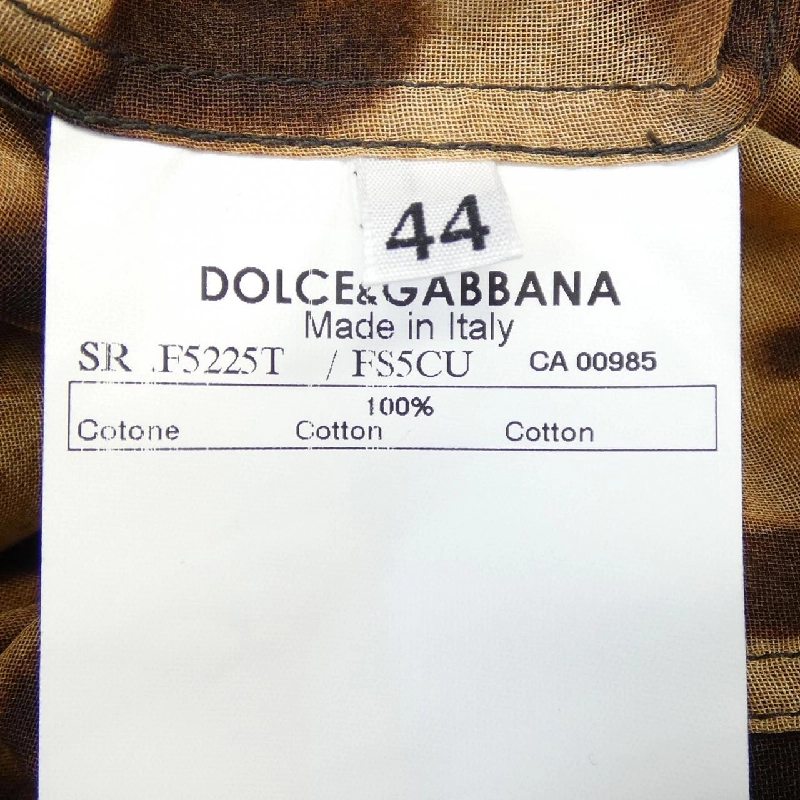 44
DOLCE&GABBANA
Made in Italy
SR .F5225T / FS5CU CA 00985
100%
Cotone Cotton Cotton